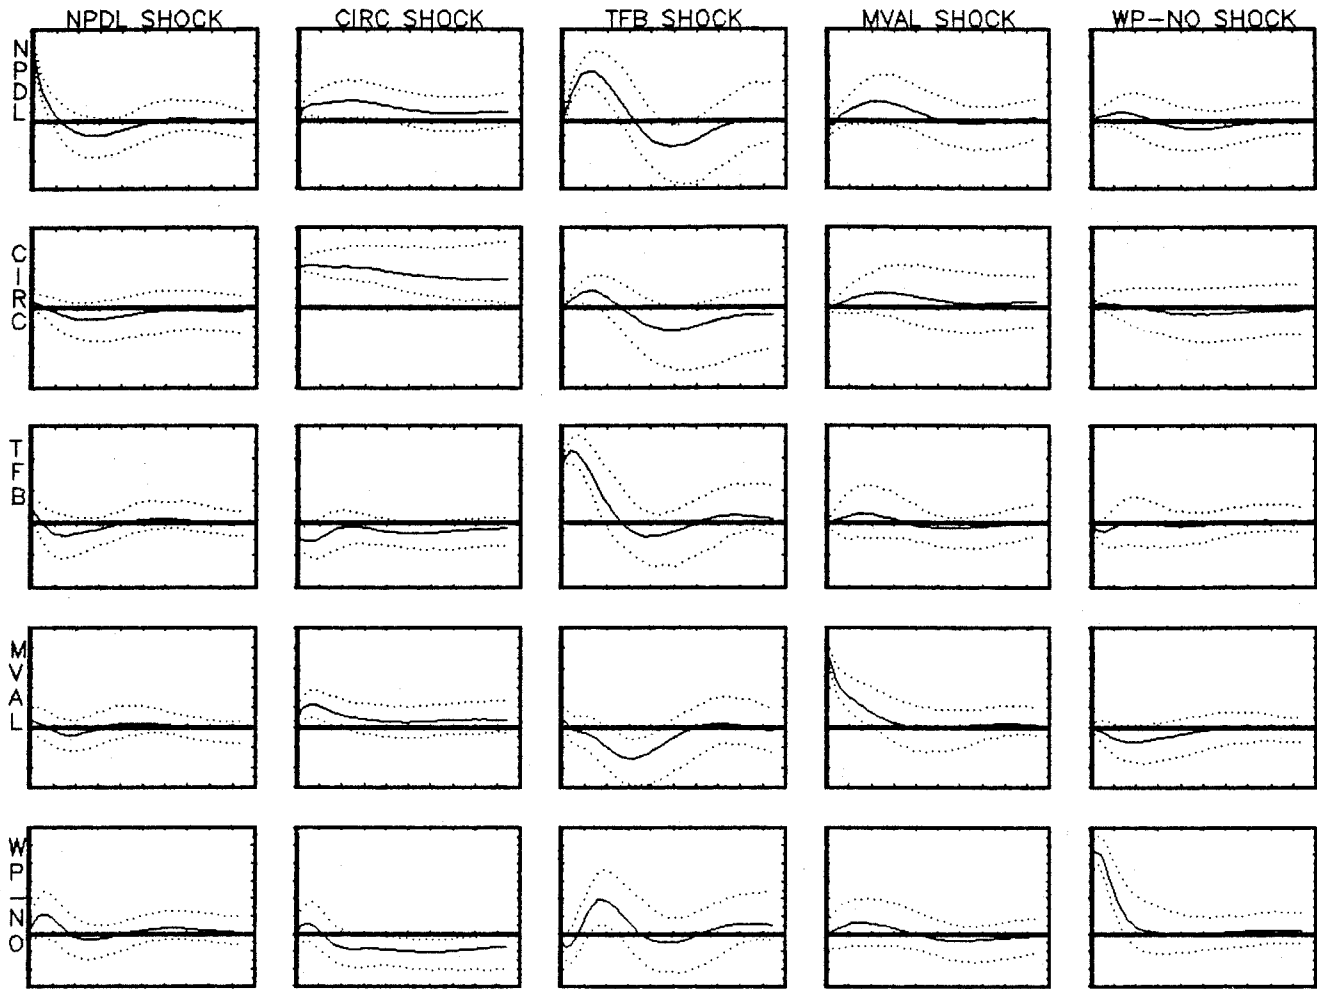 NPDL SHOCK
CIRC SHOCK
TFB SHOCK
MVAL SHOCK
WP-NO SHOCK
NPDL
CIRC
TFB
MVAL
WP_NO